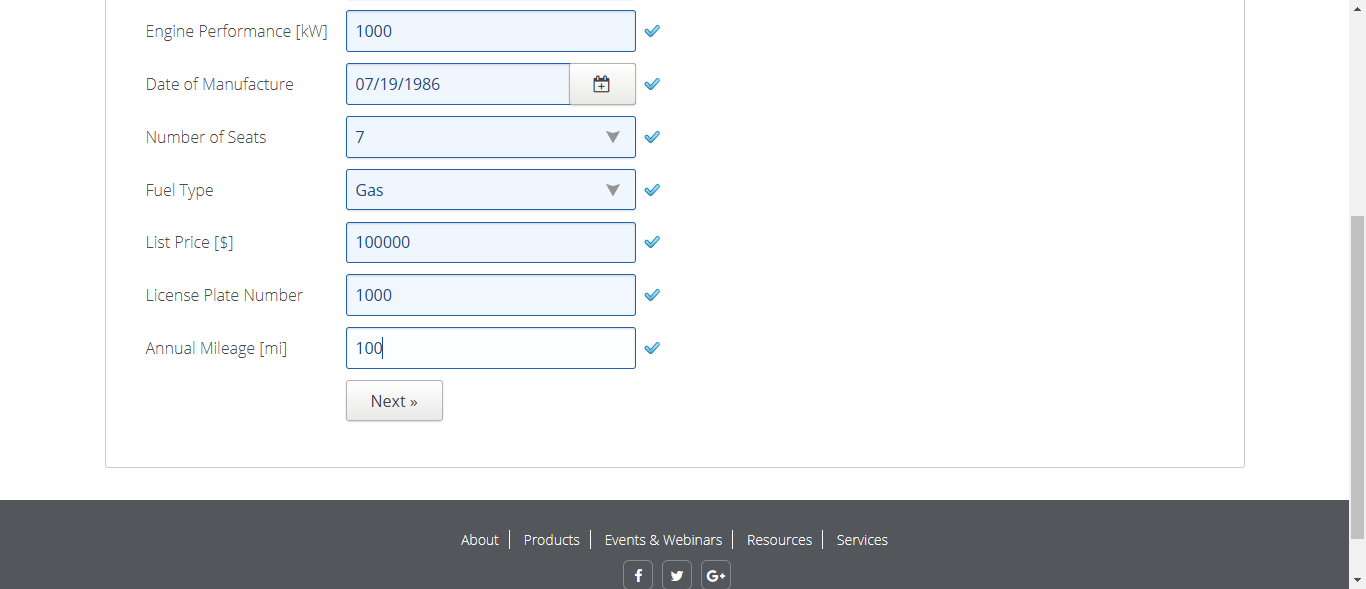 Engine Performance [kW] 1000
Date of Manufacture 07/19/1986
Number of Seats 7
Fuel Type Gas
List Price [$] 100000
License Plate Number 1000
Annual Mileage [mi] 100
Next »
About Products Events & Webinars Resources Services
f G+